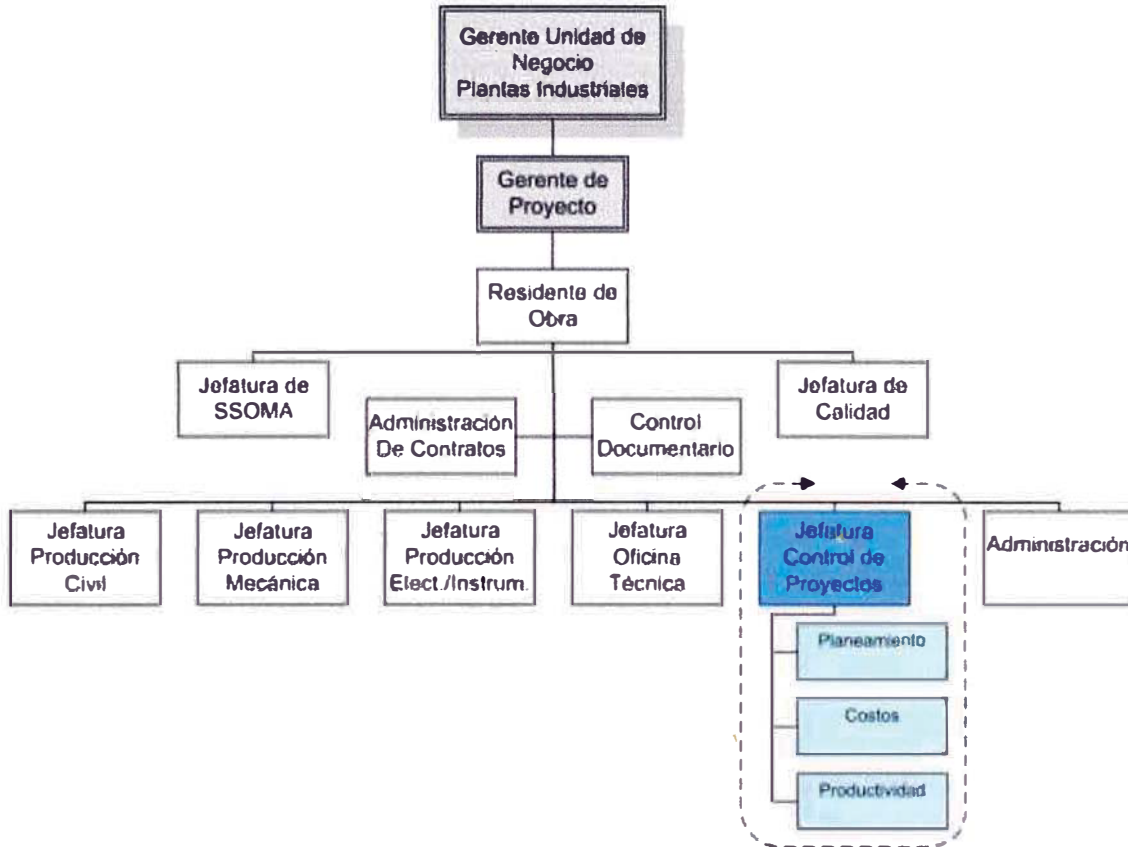 Gerente Unidad de
Negocio
Plantas Industriales
Gerente de
Proyecto
Residente de
Obra
Jefatura de
SSOMA
Jefatura de
Calidad
Administración
De Contratos
Control
Documentario
Jefatura
Producción
Civil
Jefatura
Producción
Mecánica
Jefatura
Producción
Elect./Instrum.
Jefatura
Oficina
Técnica
Jefatura
Control de
Proyectos
Administración
Planeamiento
Costos
Productividad